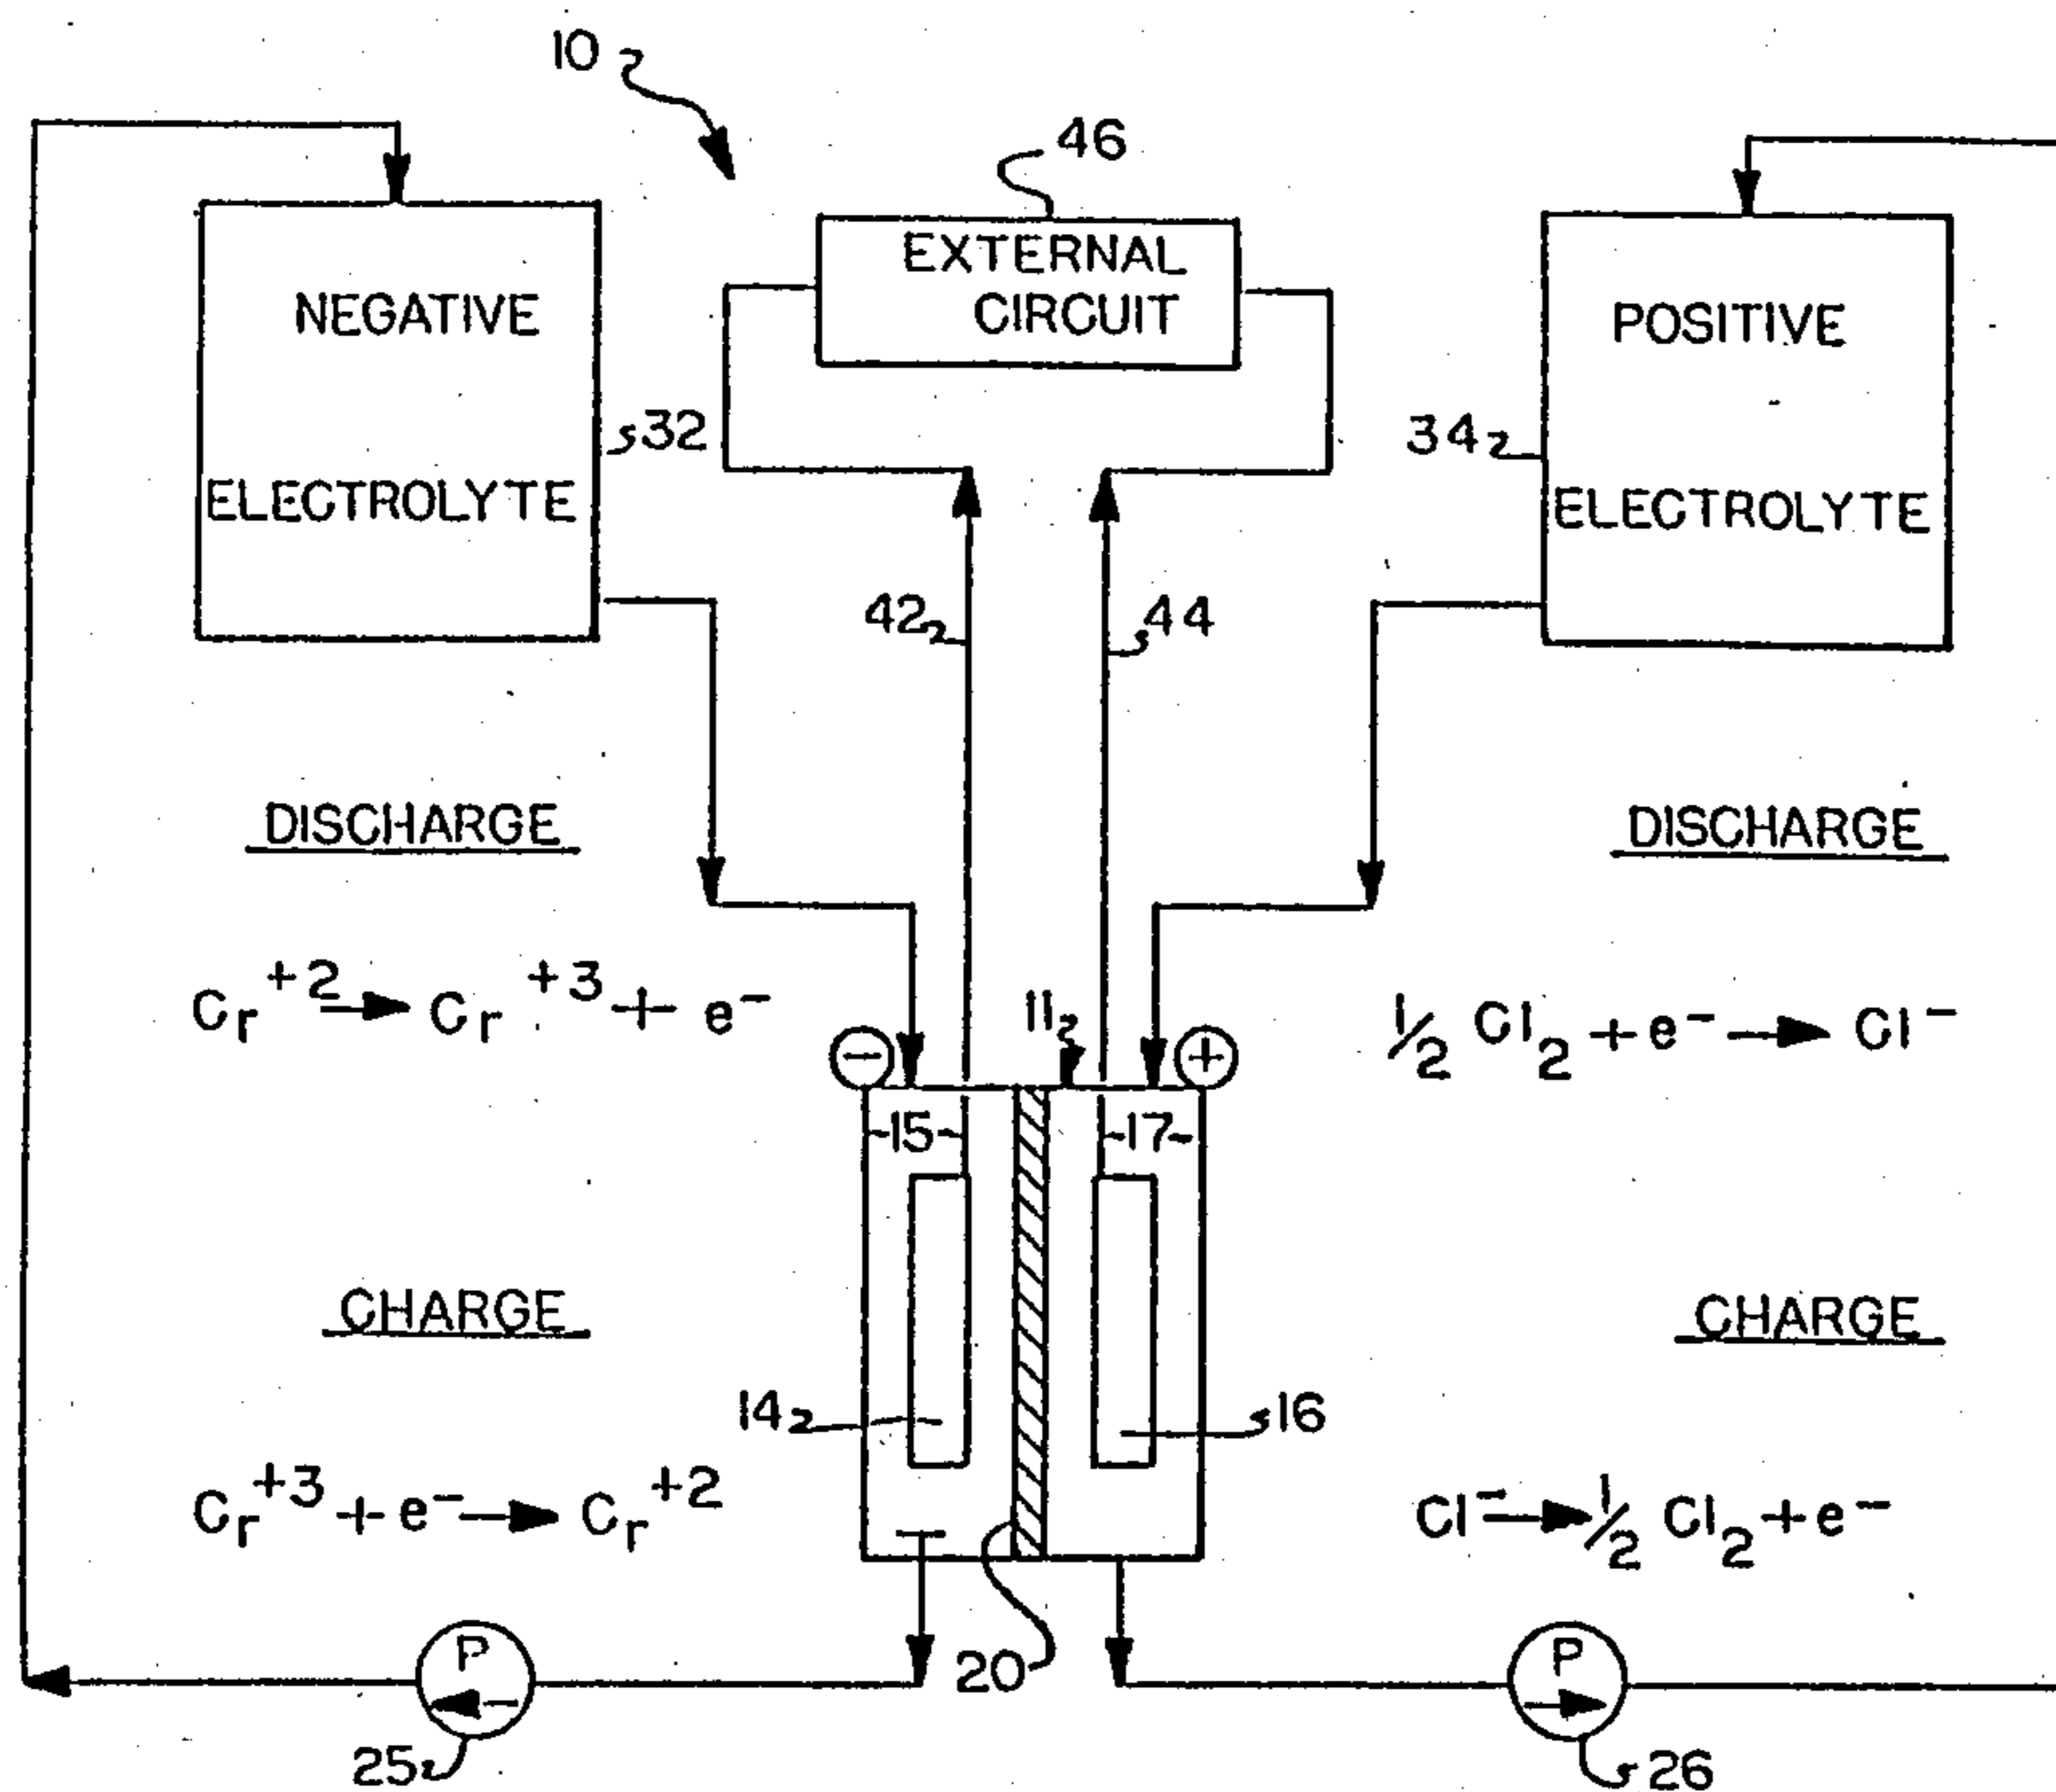 10
46
EXTERNAL
CIRCUIT
NEGATIVE
ELECTROLYTE
32
POSITIVE
ELECTROLYTE
34
42
44
DISCHARGE
DISCHARGE
Cr+2 → Cr+3 + e−
½ Cl2 + e− → Cl−
11
−
+
15
17
CHARGE
CHARGE
14
16
Cr+3 + e− → Cr+2
Cl− → ½ Cl2 + e−
20
P
P
25
26